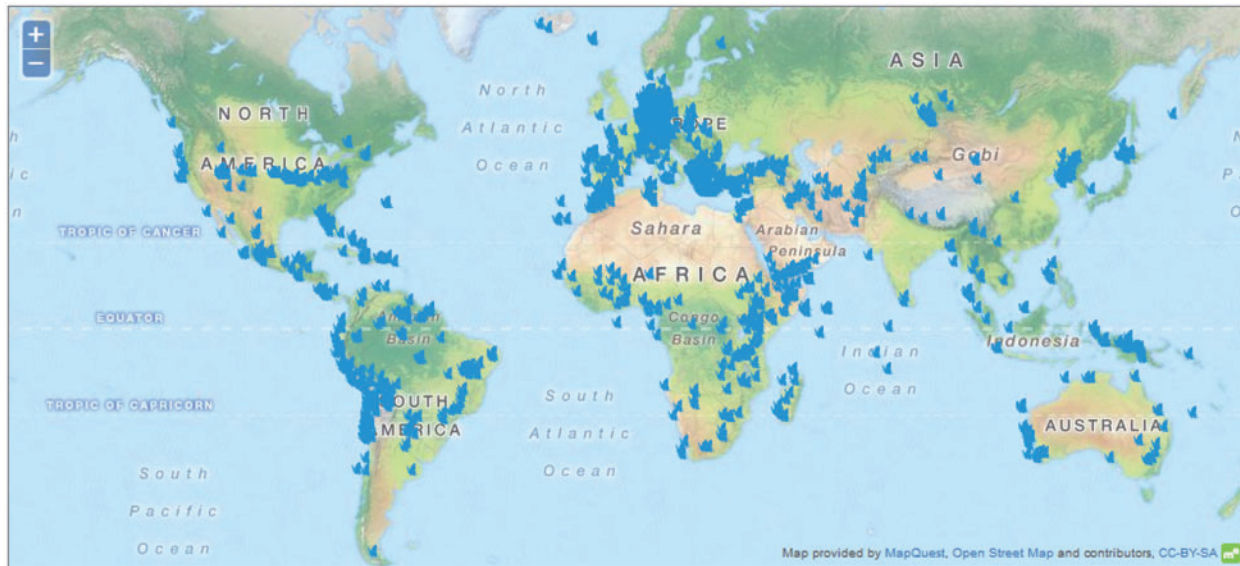 +
−
NORTH
AMERICA
North
Atlantic
Ocean
ASIA
Gobi
TROPIC OF CANCER
Sahara
Arabian
Peninsula
AFRICA
EQUATOR
Basin
Congo
Basin
Indian
Ocean
Indonesia
TROPIC OF CAPRICORN
SOUTH
AMERICA
South
Atlantic
Ocean
AUSTRALIA
South
Pacific
Ocean
Map provided by MapQuest, Open Street Map and contributors, CC-BY-SA